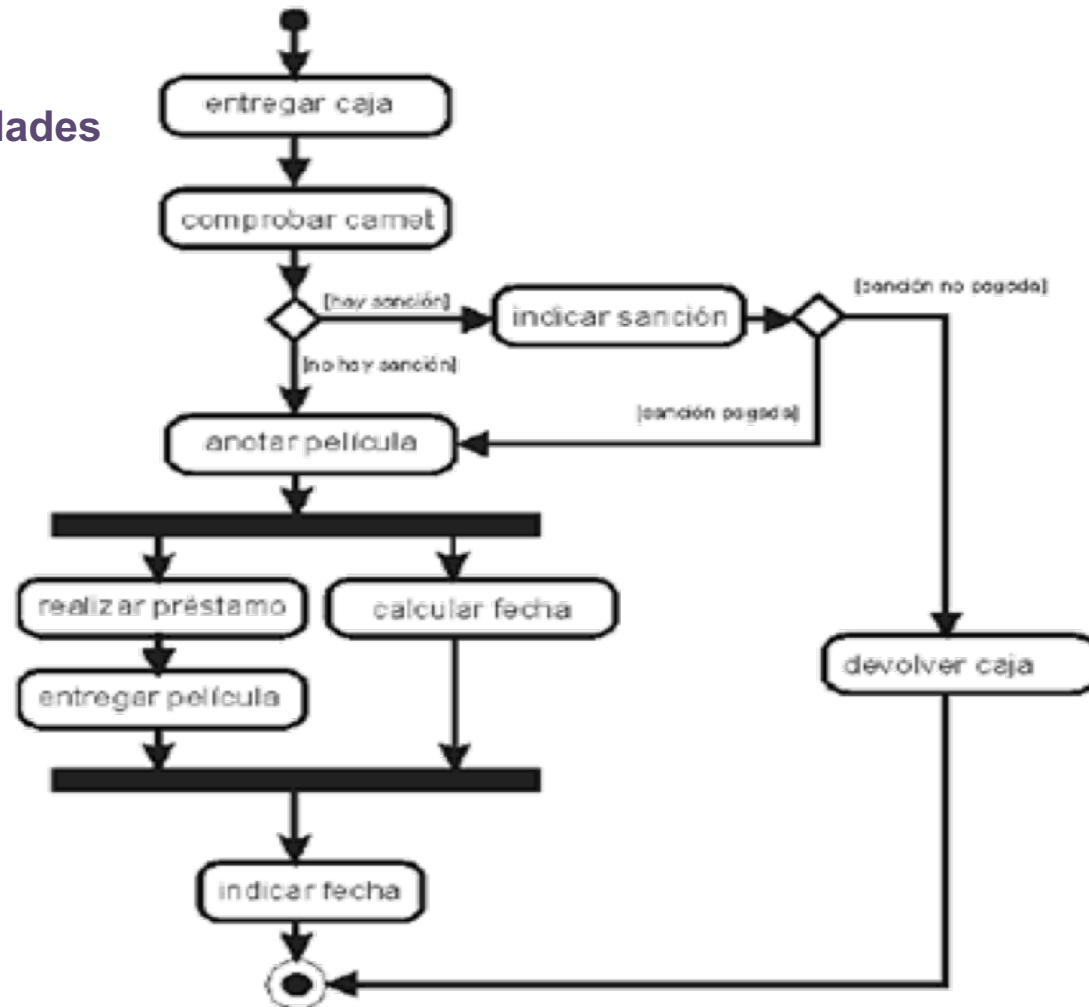 dades
entregar caja
comprobar carnet
[hay sanción]
indicar sanción
[sanción no pagada]
[no hay sanción]
[sanción pagada]
anotar película
realizar préstamo
calcular fecha
entregar película
devolver caja
indicar fecha